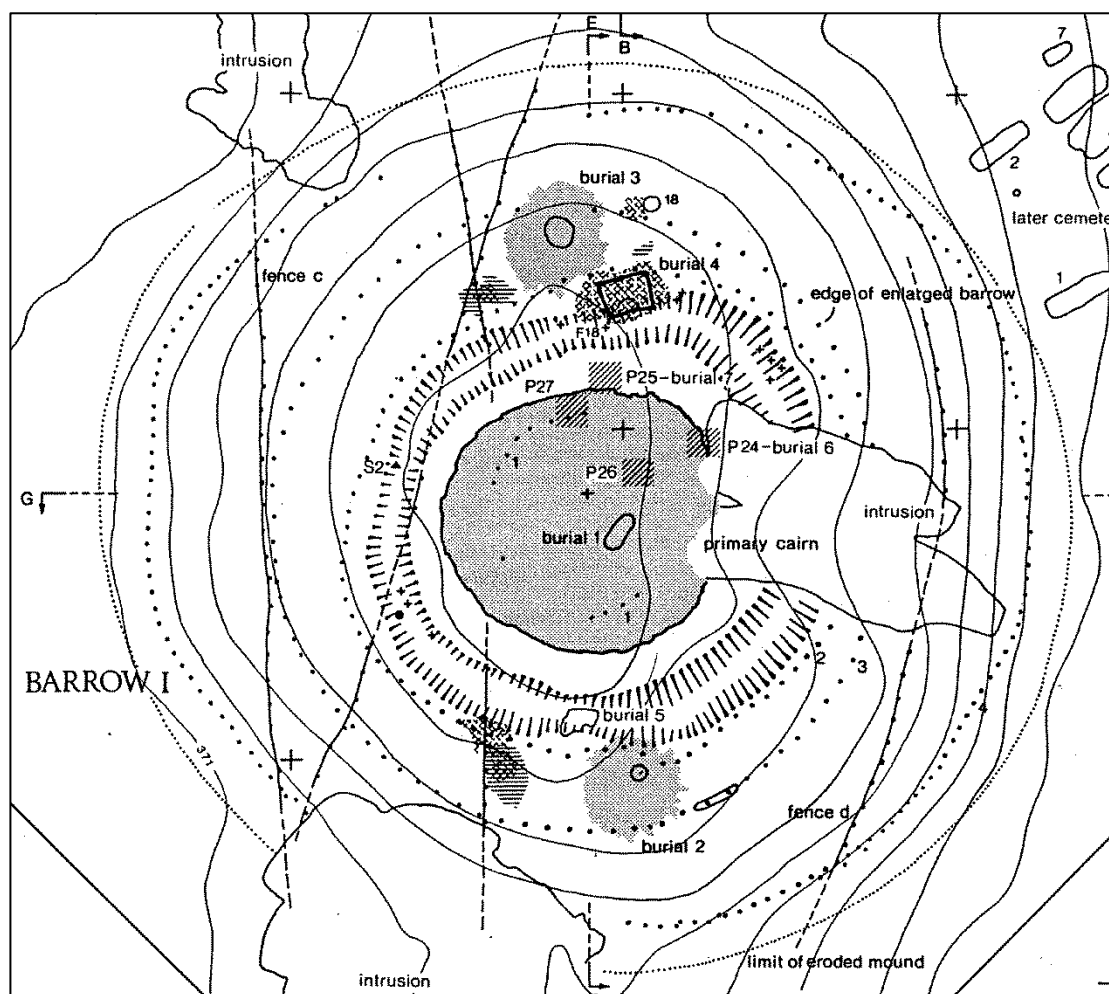 E
B
7
intrusion
2
burial 3
18
later cemete
burial 4
1
fence c
edge of enlarged barrow
F18
P25-burial 7
P27
1
P24-burial 6
S2
P26
G
intrusion
burial 1
primary cairn
1
2
3
BARROW I
4
burial 5
371
fence d
burial 2
limit of eroded mound
intrusion